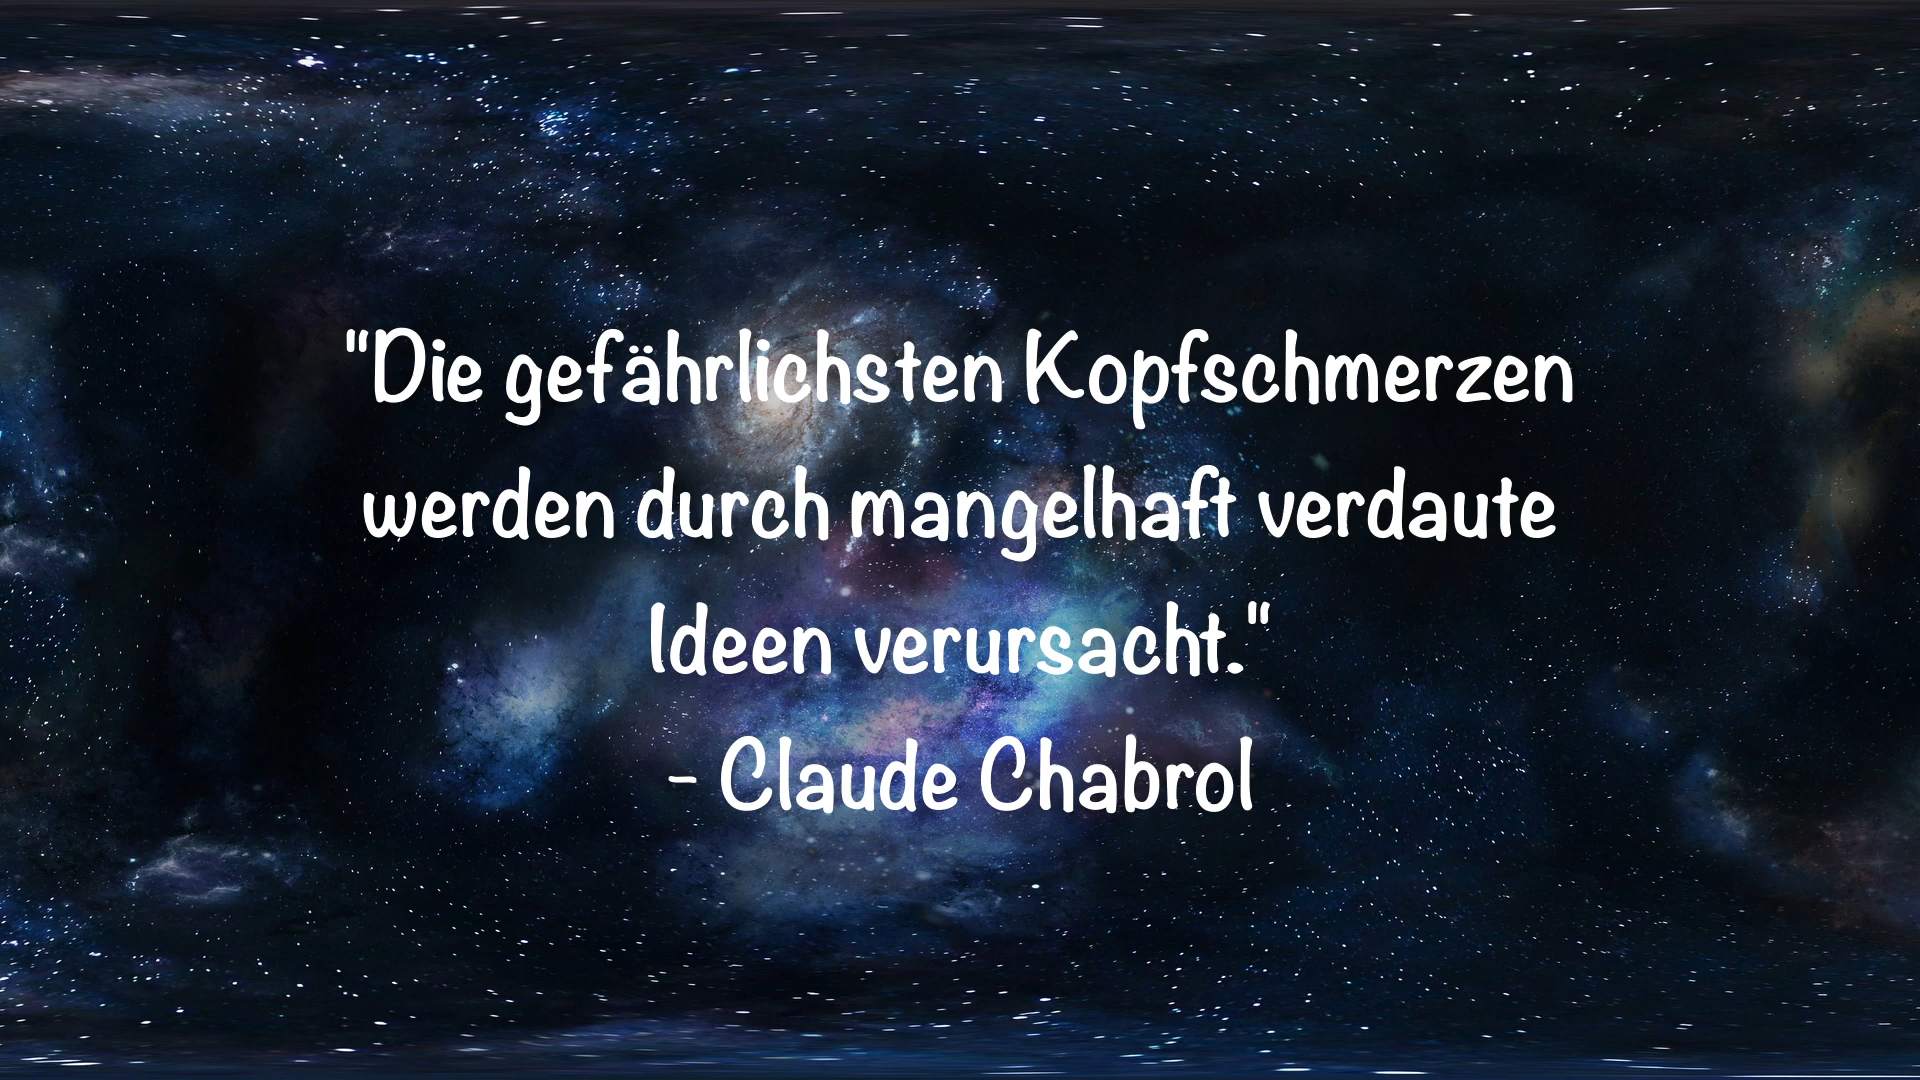 "Die gefährlichsten Kopfschmerzen
werden durch mangelhaft verdaute
Ideen verursacht."
- Claude Chabrol